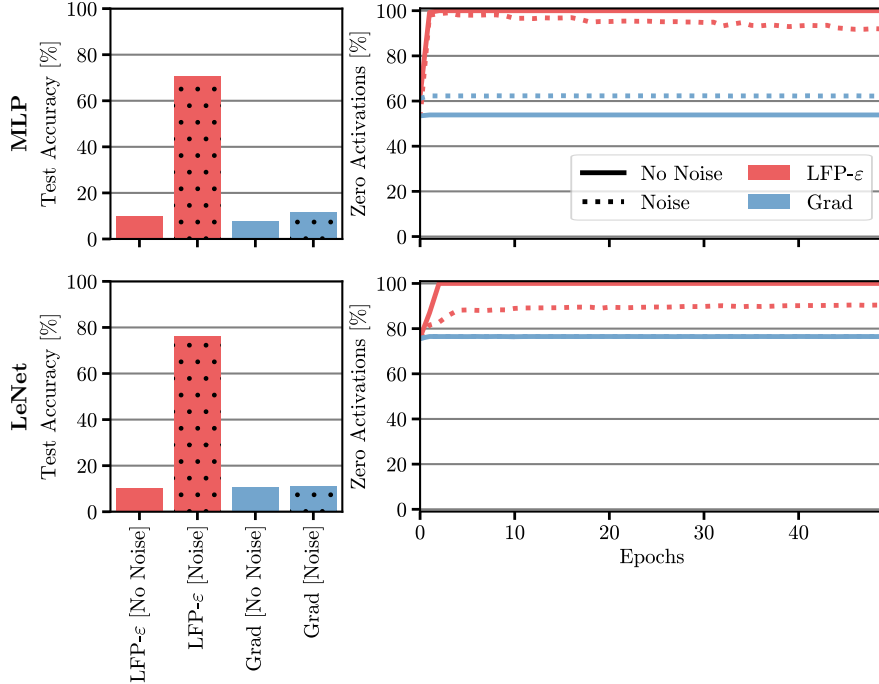 MLP
Test Accuracy [%]
100
80
60
40
20
0
Zero Activations [%]
100
80
60
40
20
0
No Noise
Noise
LFP-ε
Grad
LeNet
Test Accuracy [%]
100
80
60
40
20
0
LFP-ε [No Noise]
LFP-ε [Noise]
Grad [No Noise]
Grad [Noise]
Zero Activations [%]
100
80
60
40
20
0
0 10 20 30 40
Epochs